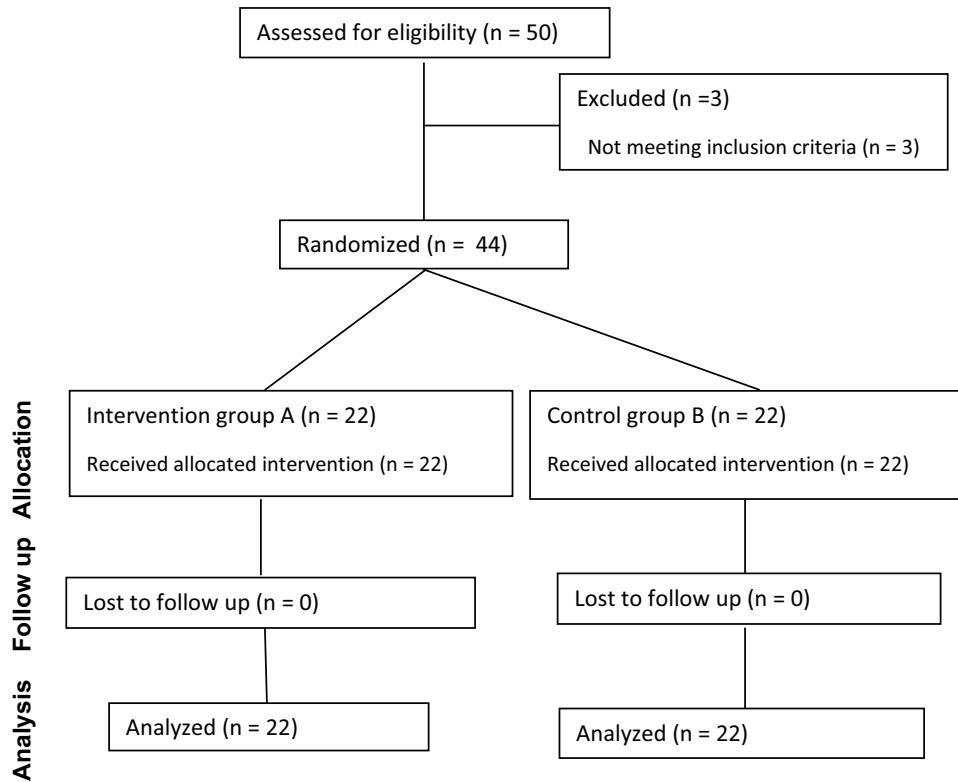 Assessed for eligibility (n = 50)
Excluded (n =3)
Not meeting inclusion criteria (n = 3)
Randomized (n = 44)
Allocation
Intervention group A (n = 22)
Received allocated intervention (n = 22)
Control group B (n = 22)
Received allocated intervention (n = 22)
Follow up
Lost to follow up (n = 0)
Lost to follow up (n = 0)
Analysis
Analyzed (n = 22)
Analyzed (n = 22)